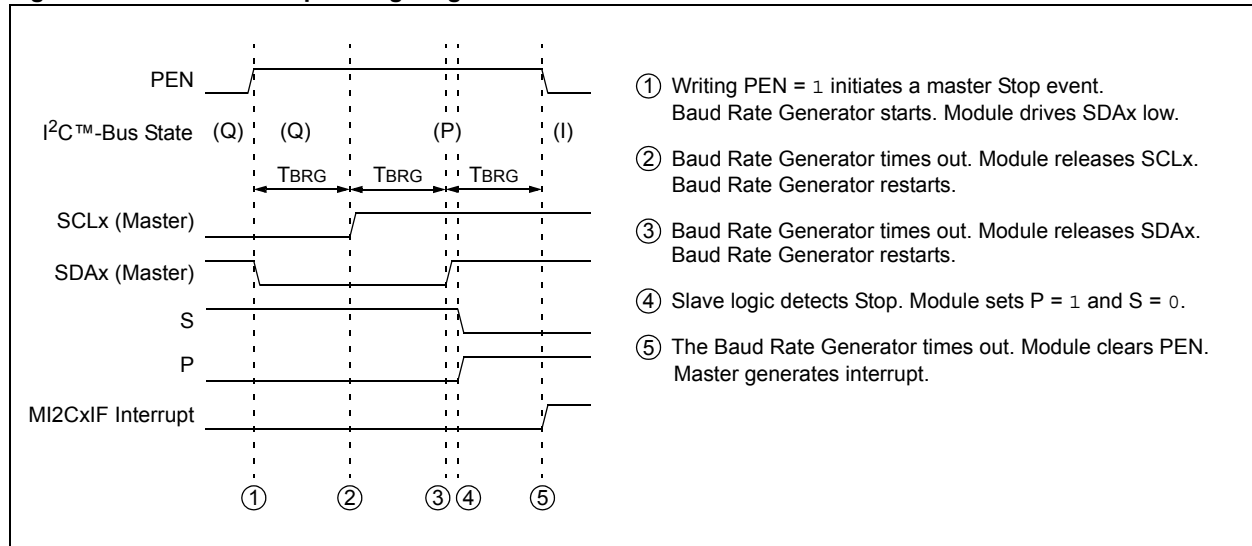 PEN
I²C™-Bus State (Q) (Q) (P) (I)
TBRG TBRG TBRG
SCLx (Master)
SDAx (Master)
S
P
MI2CxIF Interrupt
1 2 3 4 5
① Writing PEN = 1 initiates a master Stop event.
Baud Rate Generator starts. Module drives SDAx low.
② Baud Rate Generator times out. Module releases SCLx.
Baud Rate Generator restarts.
③ Baud Rate Generator times out. Module releases SDAx.
Baud Rate Generator restarts.
④ Slave logic detects Stop. Module sets P = 1 and S = 0.
⑤ The Baud Rate Generator times out. Module clears PEN.
Master generates interrupt.